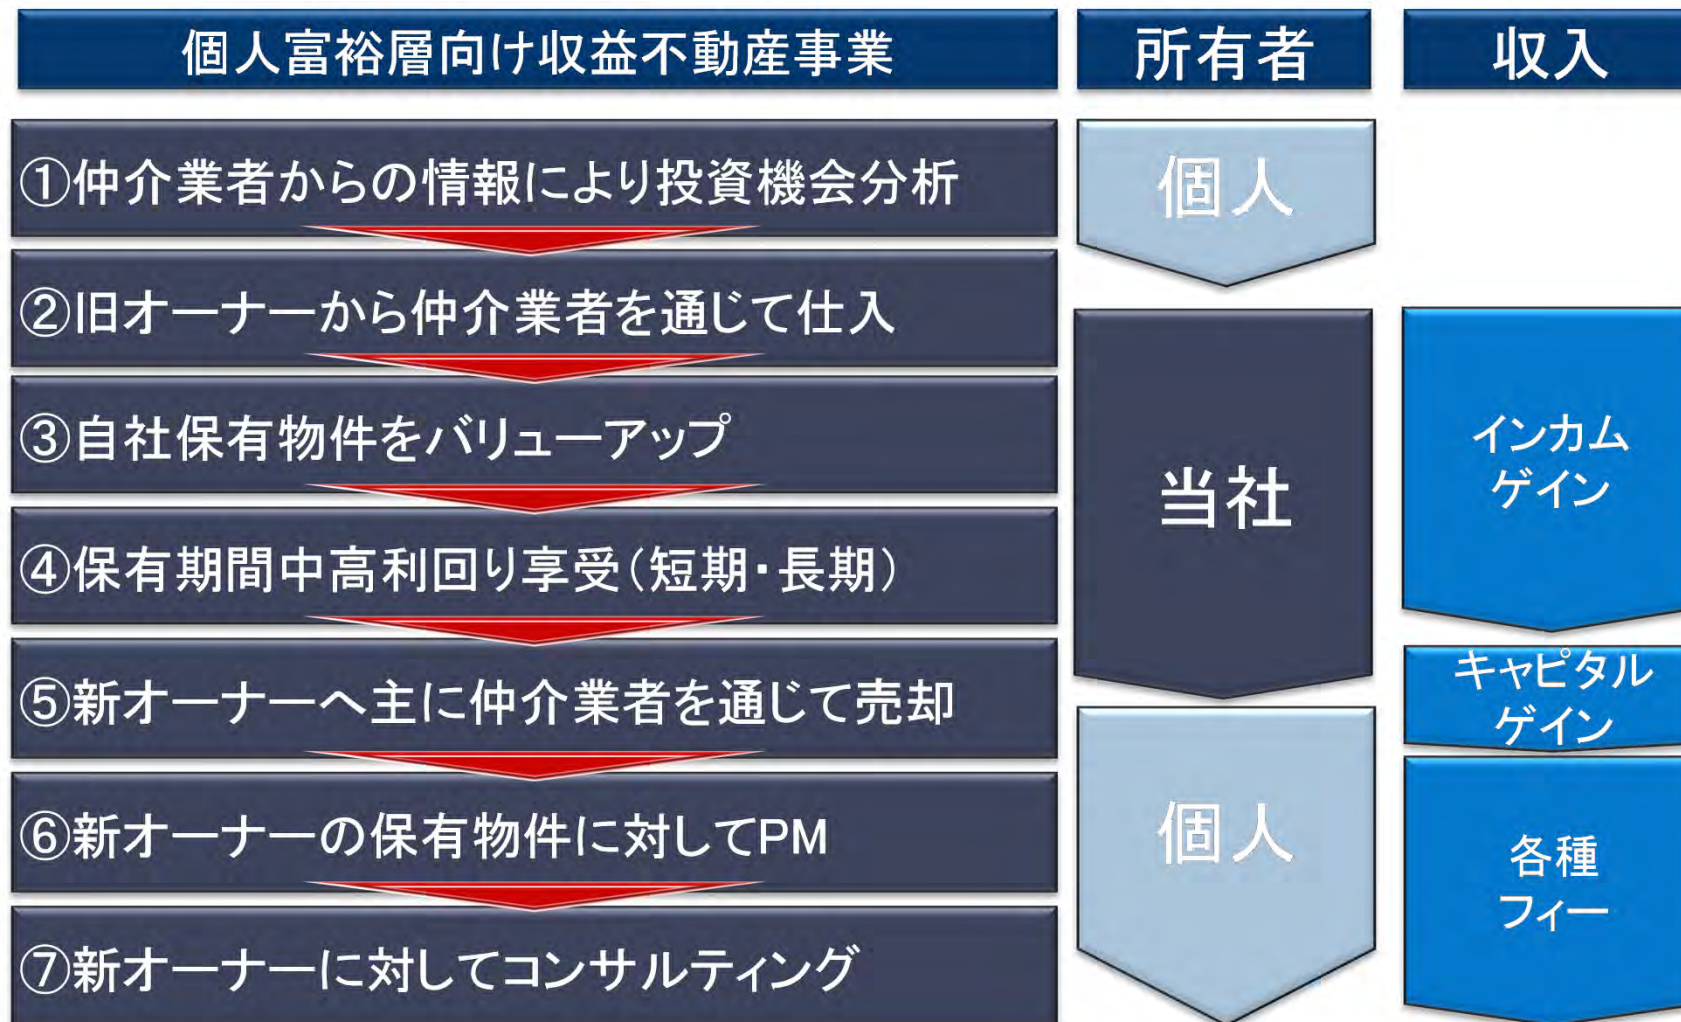 個人富裕層向け収益不動産事業
所有者
収入
①仲介業者からの情報により投資機会分析
②旧オーナーから仲介業者を通じて仕入
③自社保有物件をバリューアップ
④保有期間中高利回り享受(短期・長期)
⑤新オーナーへ主に仲介業者を通じて売却
⑥新オーナーの保有物件に対してPM
⑦新オーナーに対してコンサルティング
個人
当社
個人
インカム
ゲイン
キャピタル
ゲイン
各種
フィー